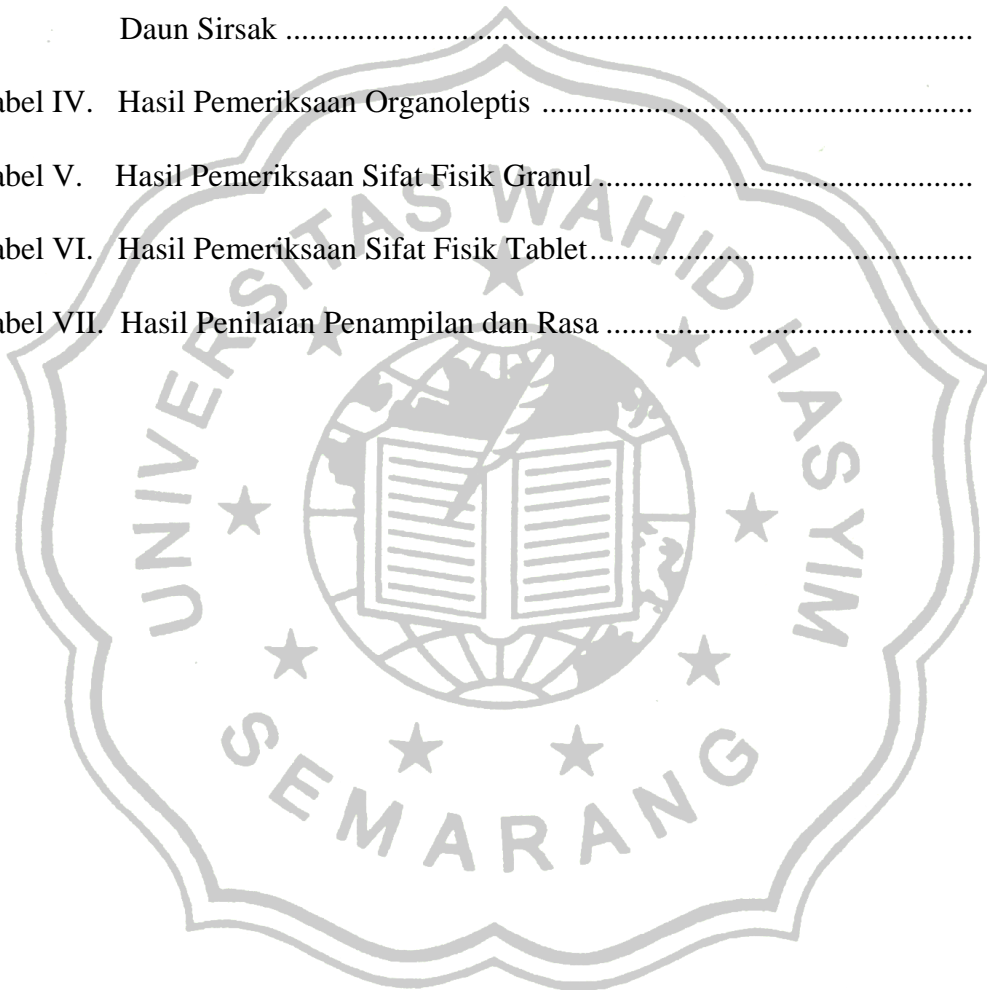 Daun Sirsak ......................................................................................
abel IV. Hasil Pemeriksaan Organoleptis ......................................................
abel V. Hasil Pemeriksaan Sifat Fisik Granul ...............................................
abel VI. Hasil Pemeriksaan Sifat Fisik Tablet................................................
abel VII. Hasil Penilaian Penampilan dan Rasa ..............................................
UNIVERSITAS WAHID HASYIM
SEMARANG